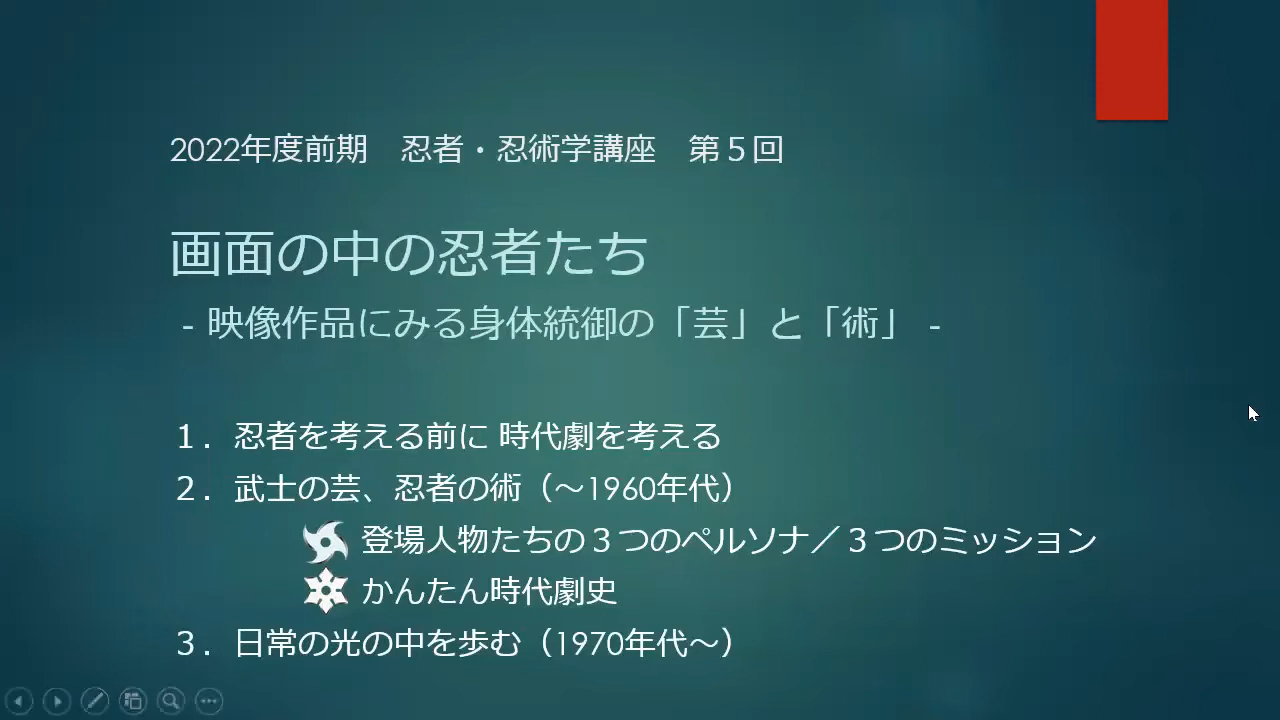 2022年度前期　忍者・忍術学講座　第５回
画面の中の忍者たち
- 映像作品にみる身体統御の「芸」と「術」 -
１．忍者を考える前に 時代劇を考える
２．武士の芸、忍者の術（～1960年代）
登場人物たちの３つのペルソナ／３つのミッション
かんたん時代劇史
３．日常の光の中を歩む（1970年代～）